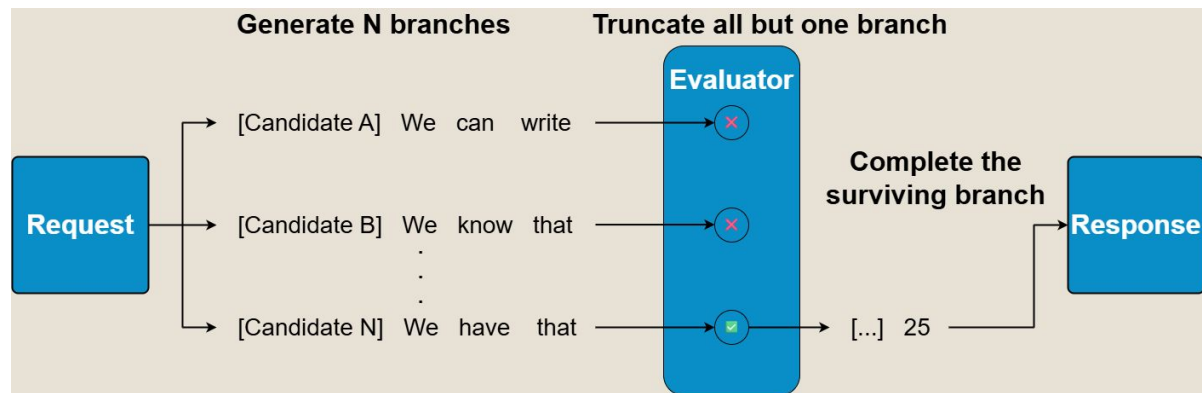 Generate N branches
Truncate all but one branch
Evaluator
[Candidate A] We can write
Request
[Candidate B] We know that
.
.
.
[Candidate N] We have that
[...] 25
Complete the
surviving branch
Response